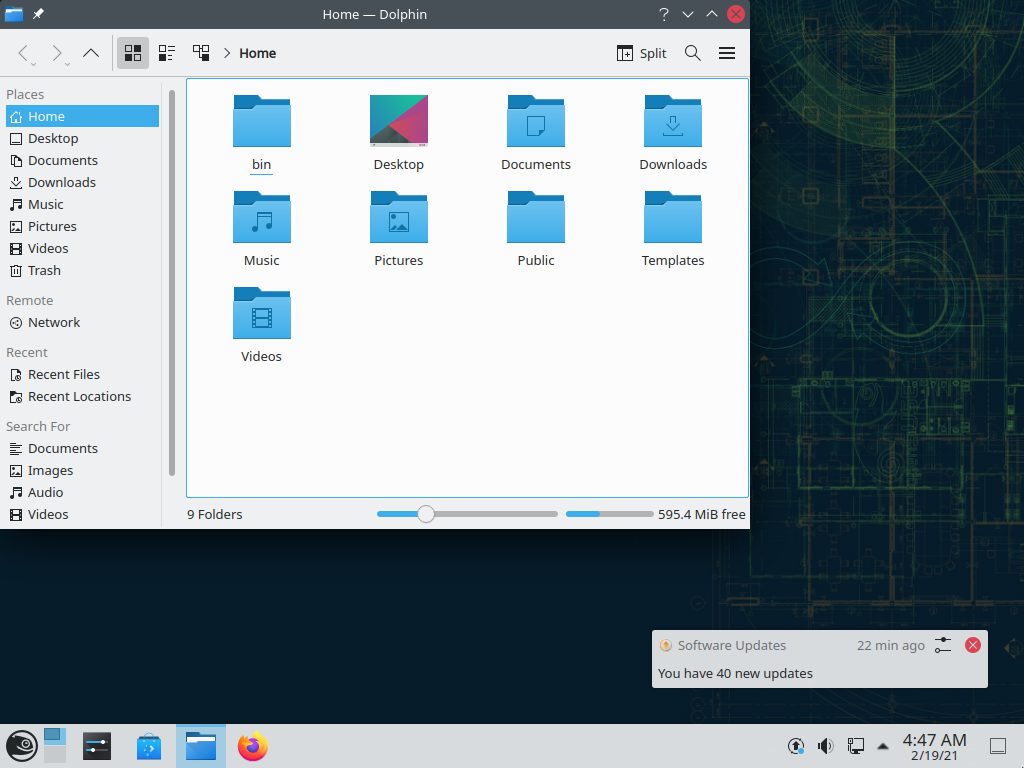 Home — Dolphin
Home
Split
Places
Home
Desktop
Documents
Downloads
Music
Pictures
Videos
Trash
Remote
Network
Recent
Recent Files
Recent Locations
Search For
Documents
Images
Audio
Videos
bin
Desktop
Documents
Downloads
Music
Pictures
Public
Templates
Videos
9 Folders
595.4 MiB free
Software Updates
22 min ago
You have 40 new updates
4:47 AM
2/19/21